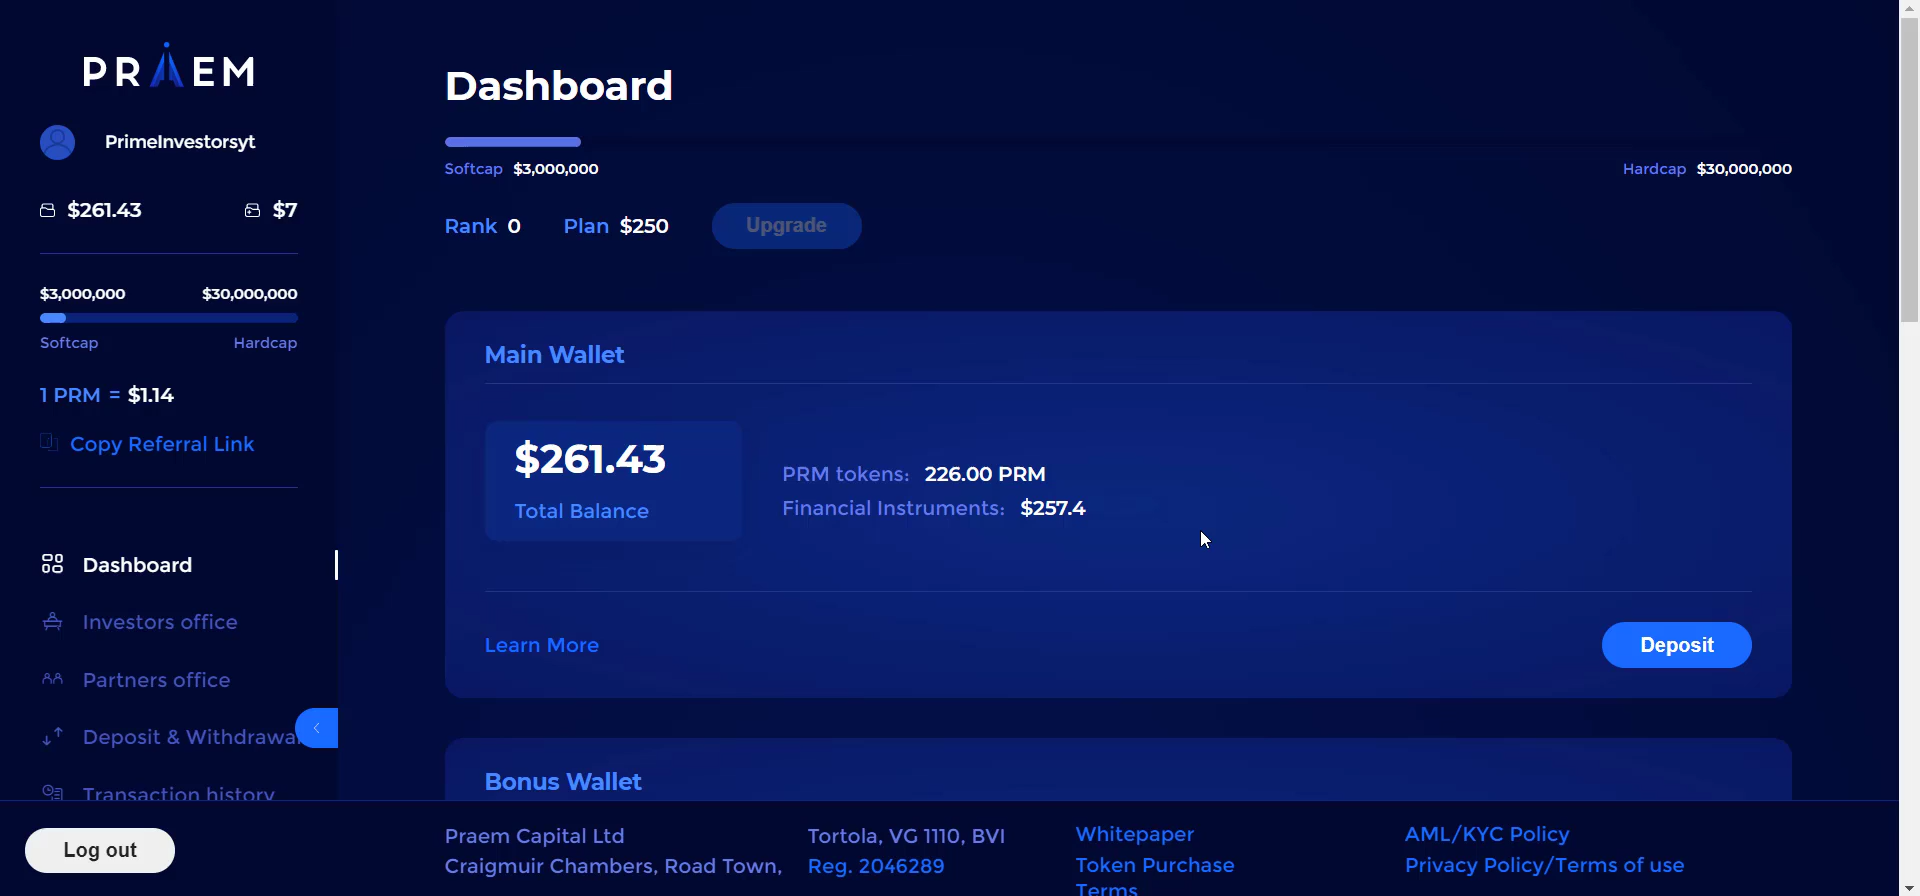 PRAEM
PrimeInvestorsyt
$261.43 $7
$3,000,000 $30,000,000
Softcap Hardcap
1 PRM = $1.14
Copy Referral Link
Dashboard
Investors office
Partners office
Deposit & Withdrawal
Transaction history
Log out
Dashboard
Softcap $3,000,000 Hardcap $30,000,000
Rank 0 Plan $250 Upgrade
Main Wallet
$261.43
Total Balance
PRM tokens: 226.00 PRM
Financial Instruments: $257.4
Learn More Deposit
Bonus Wallet
Praem Capital Ltd
Craigmuir Chambers, Road Town,
Tortola, VG 1110, BVI
Reg. 2046289
Whitepaper
Token Purchase
Terms
AML/KYC Policy
Privacy Policy/Terms of use